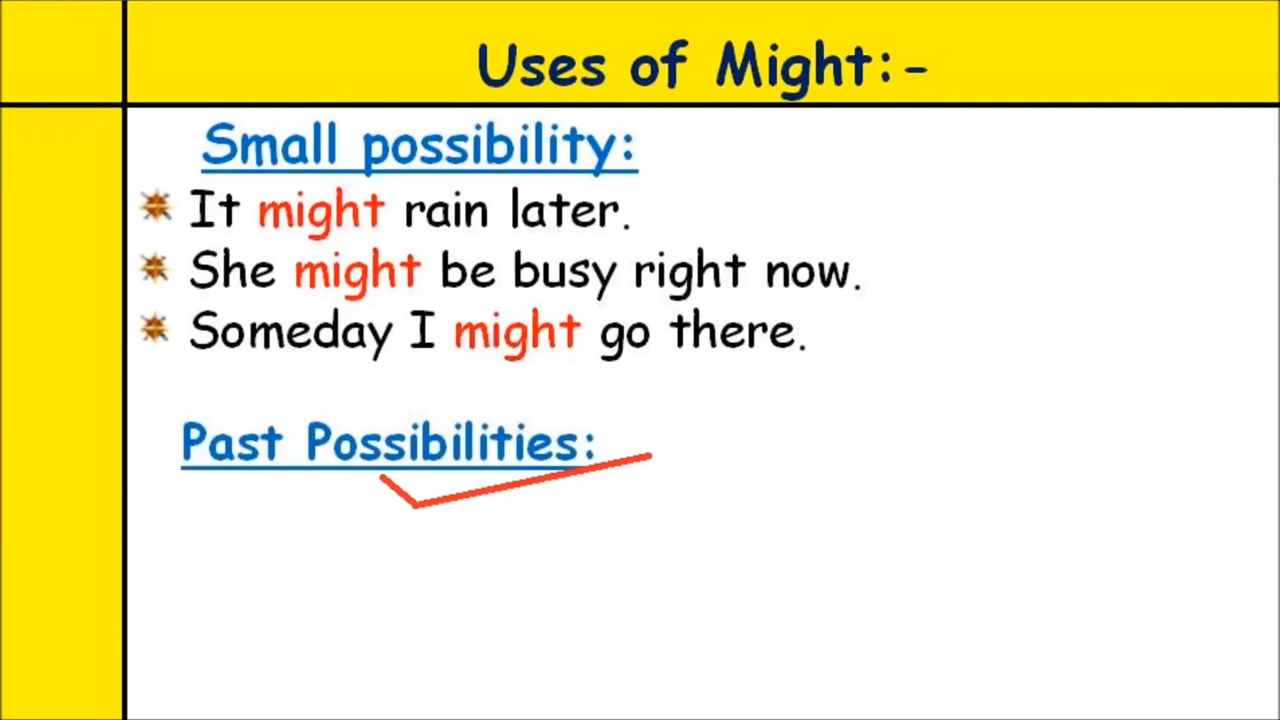 Uses of Might:-
Small possibility:
It might rain later.
She might be busy right now.
Someday I might go there.
Past Possibilities: